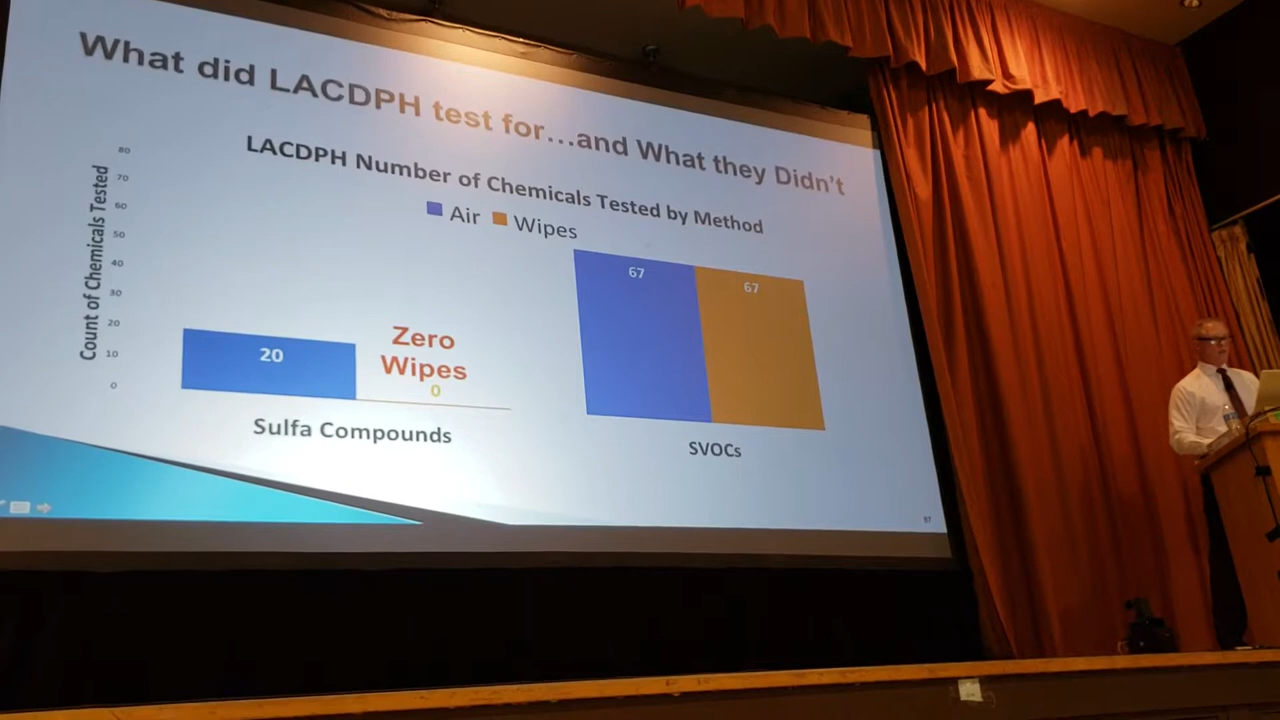 What did LACDPH test for...and What they Didn't
LACDPH Number of Chemicals Tested by Method
Air Wipes
Count of Chemicals Tested
80
70
60
50
40
30
20
10
0
20
Zero
Wipes
0
67
67
Sulfa Compounds
SVOCs